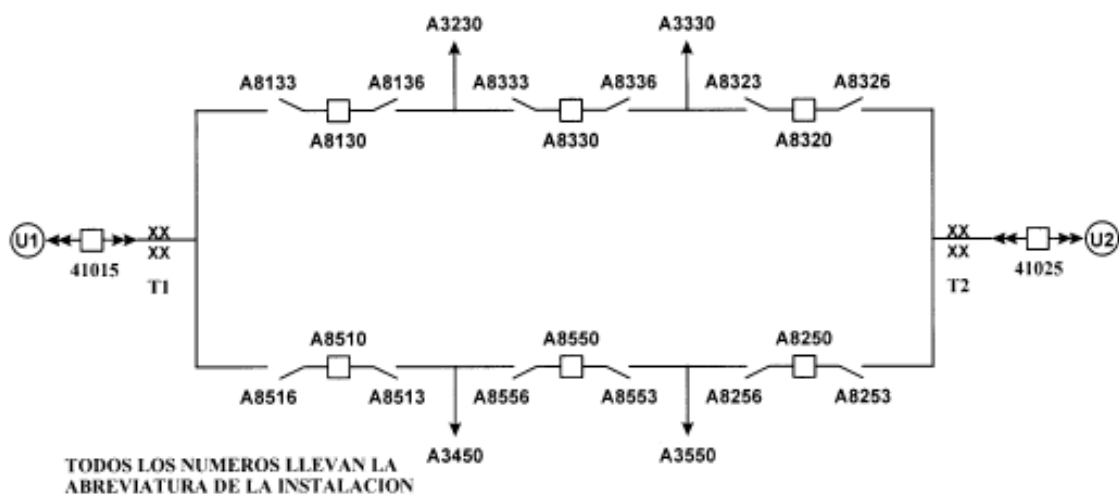 A3230 A3330
A8133 A8136 A8333 A8336 A8323 A8326
A8130 A8330 A8320
U1 XX XX U2
XX XX
41015 41025
T1 T2
A8510 A8550 A8250
A8516 A8513 A8556 A8553 A8256 A8253
A3450 A3550
TODOS LOS NUMEROS LLEVAN LA
ABREVIATURA DE LA INSTALACION